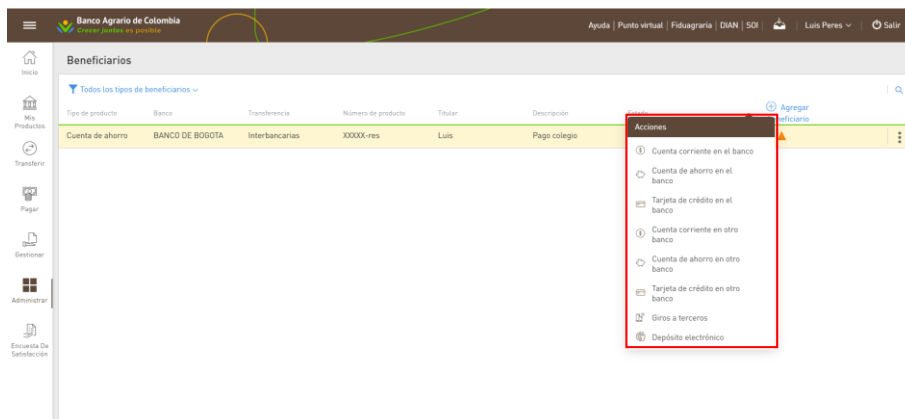 Banco Agrario de Colombia
Crecer juntos es posible
Ayuda | Punto virtual | Fiduagraria | DIAN | SOI | Luis Peres Salir
Inicio
Mis
Productos
Transferir
Pagar
Gestionar
Administrar
Encuesta De
Satisfacción
Beneficiarios
Todos los tipos de beneficiarios
Agregar
Tipo de producto Banco Transferencia Número de producto Titular Descripción Estado
Cuenta de ahorro BANCO DE BOGOTA Interbancarias XXXXX-res Luis Pago colegio
Acciones
Cuenta corriente en el banco
Cuenta de ahorro en el
banco
Tarjeta de crédito en el
banco
Cuenta corriente en otro
banco
Cuenta de ahorro en otro
banco
Tarjeta de crédito en otro
banco
Giros a terceros
Depósito electrónico